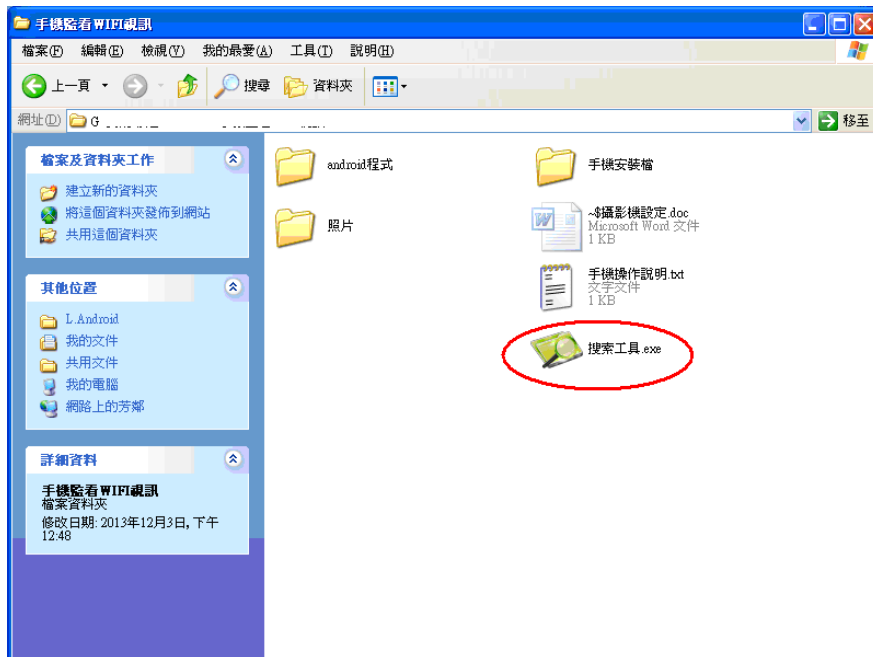 手機監看WIFI視訊
檔案(F) 編輯(E) 檢視(V) 我的最愛(A) 工具(T) 說明(H)
上一頁 搜尋 資料夾
網址(D) G 移至
檔案及資料夾工作
建立新的資料夾
將這個資料夾發佈到網站
共用這個資料夾
其他位置
L.Android
我的文件
共用文件
我的電腦
網路上的芳鄰
詳細資料
手機監看WIFI視訊
檔案資料夾
修改日期: 2013年12月3日, 下午
12:48
android程式
手機安裝檔
照片
~$攝影機設定.doc
Microsoft Word 文件
1 KB
手機操作說明.txt
文字文件
1 KB
搜索工具.exe